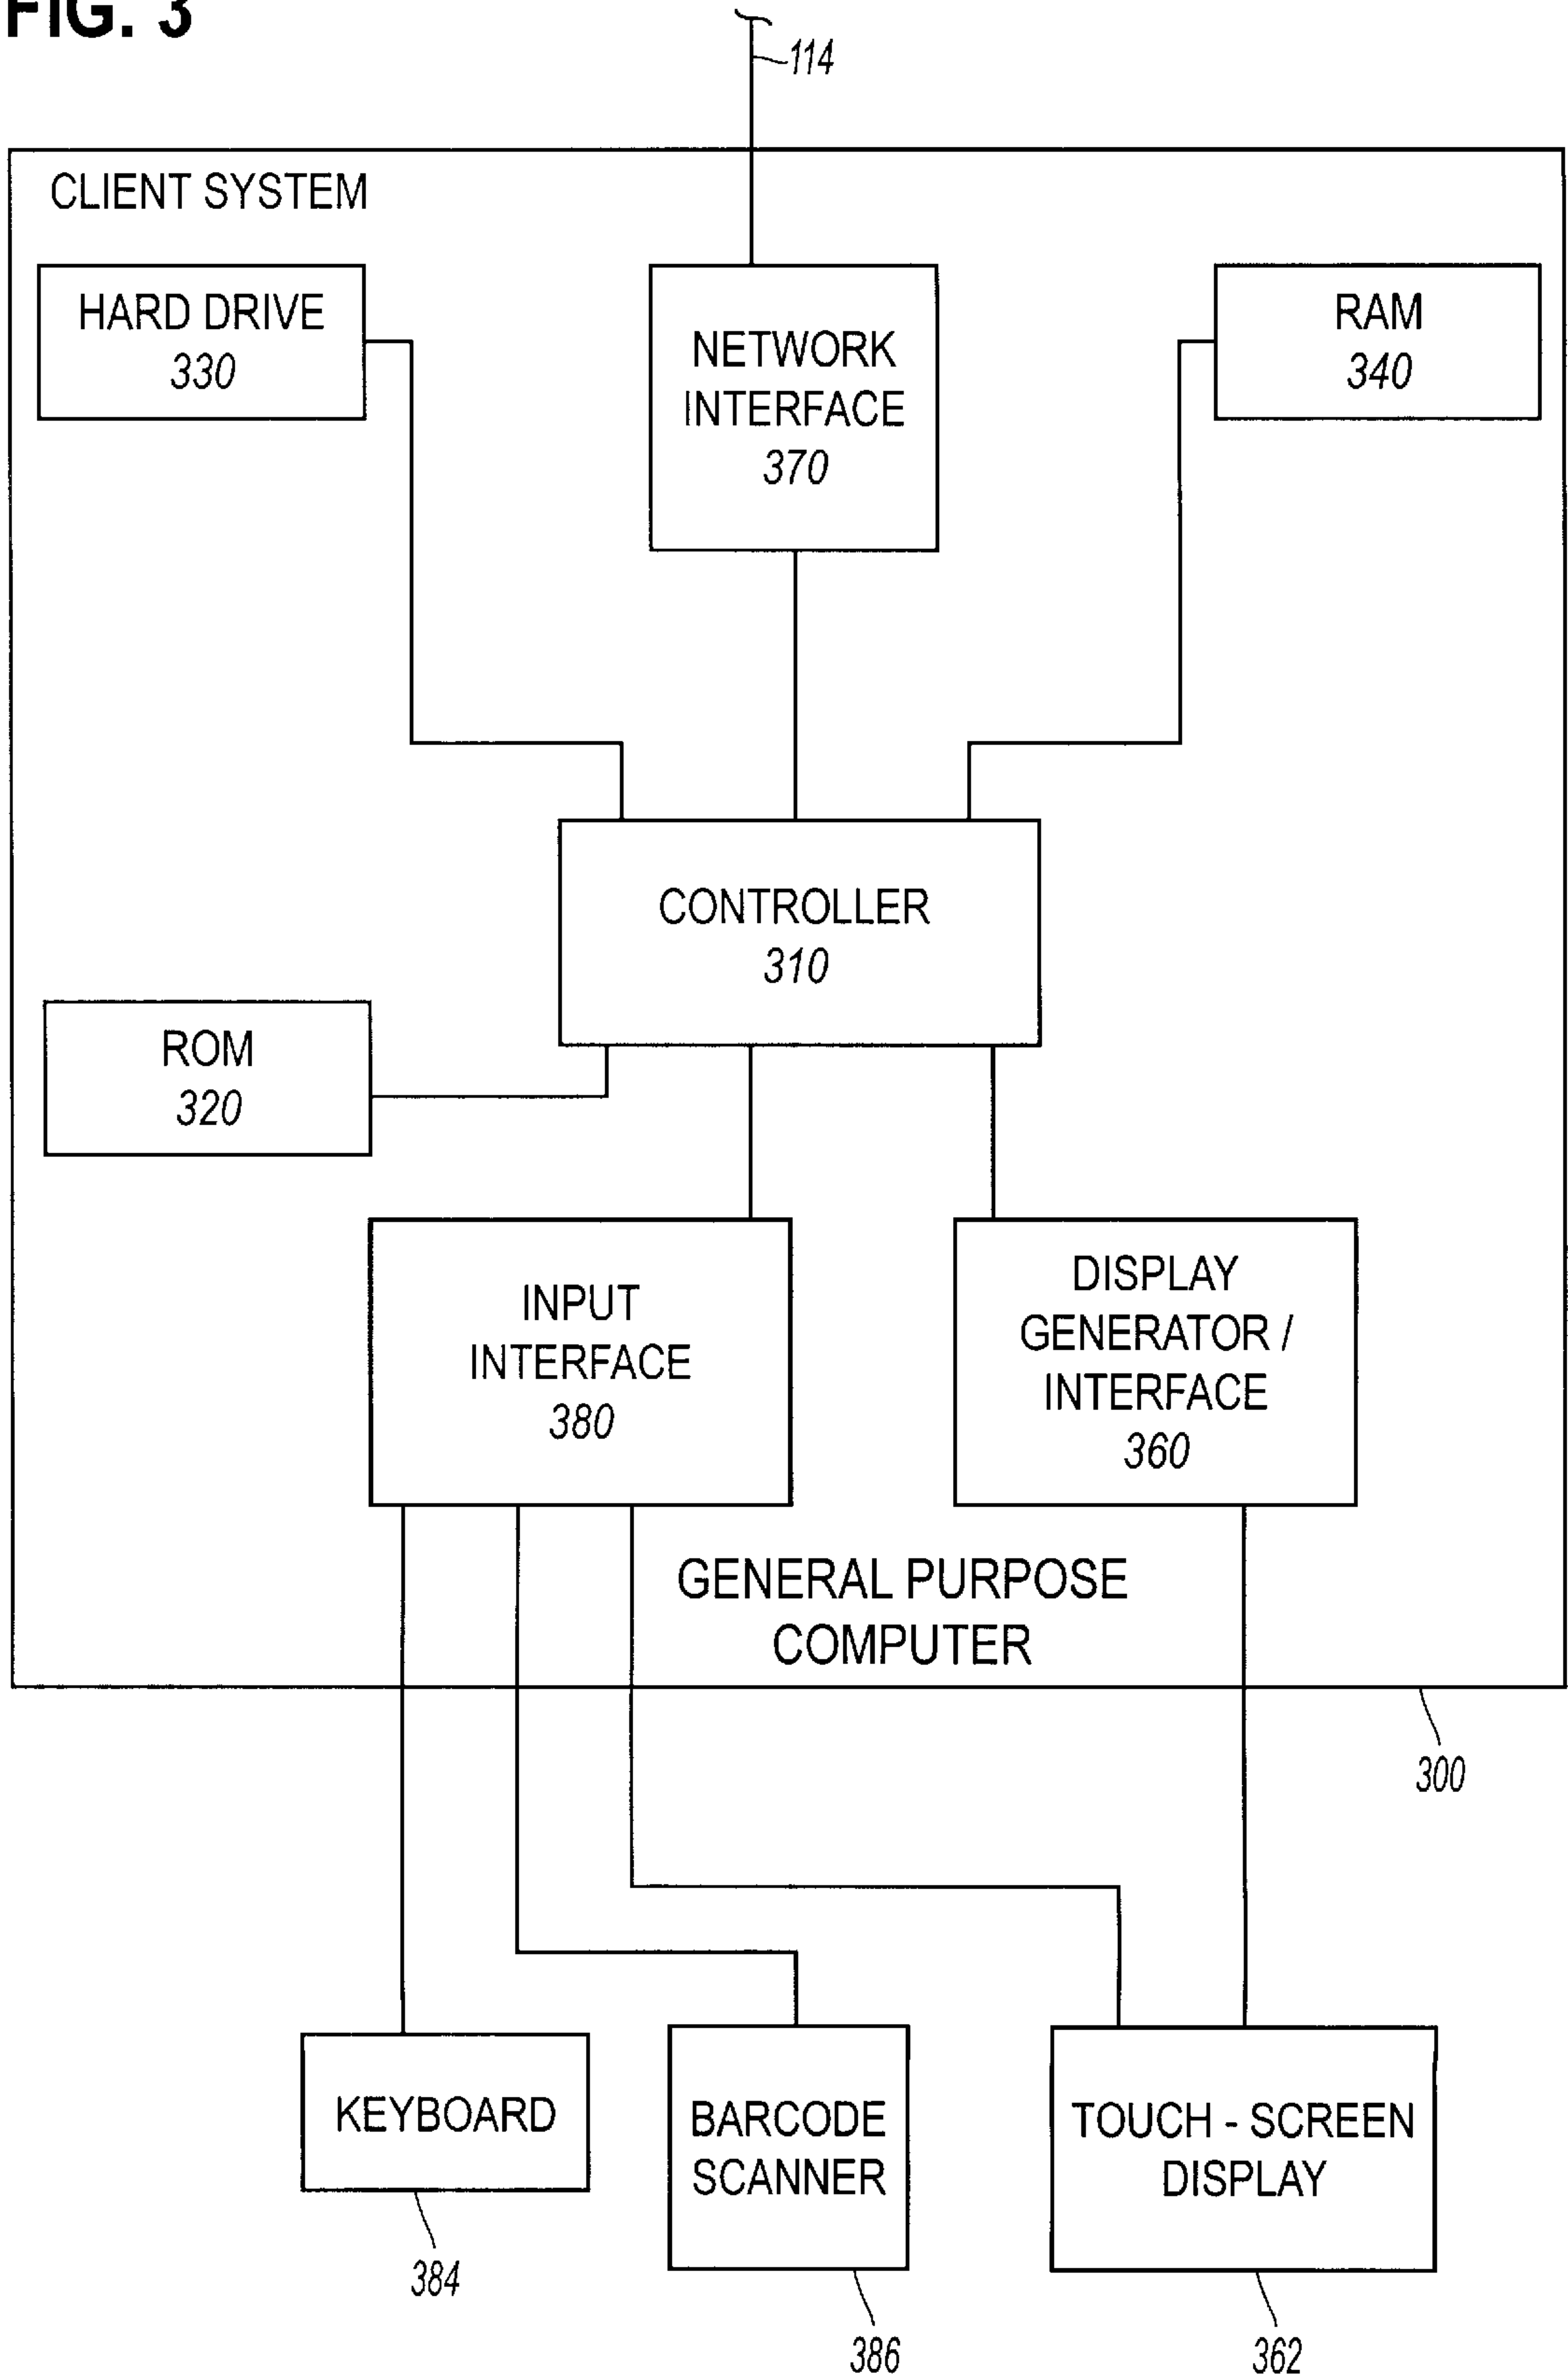 FIG. 3
114
CLIENT SYSTEM
HARD DRIVE
330
NETWORK
INTERFACE
370
RAM
340
CONTROLLER
310
ROM
320
INPUT
INTERFACE
380
DISPLAY
GENERATOR /
INTERFACE
360
GENERAL PURPOSE
COMPUTER
300
KEYBOARD
384
BARCODE
SCANNER
386
TOUCH - SCREEN
DISPLAY
362